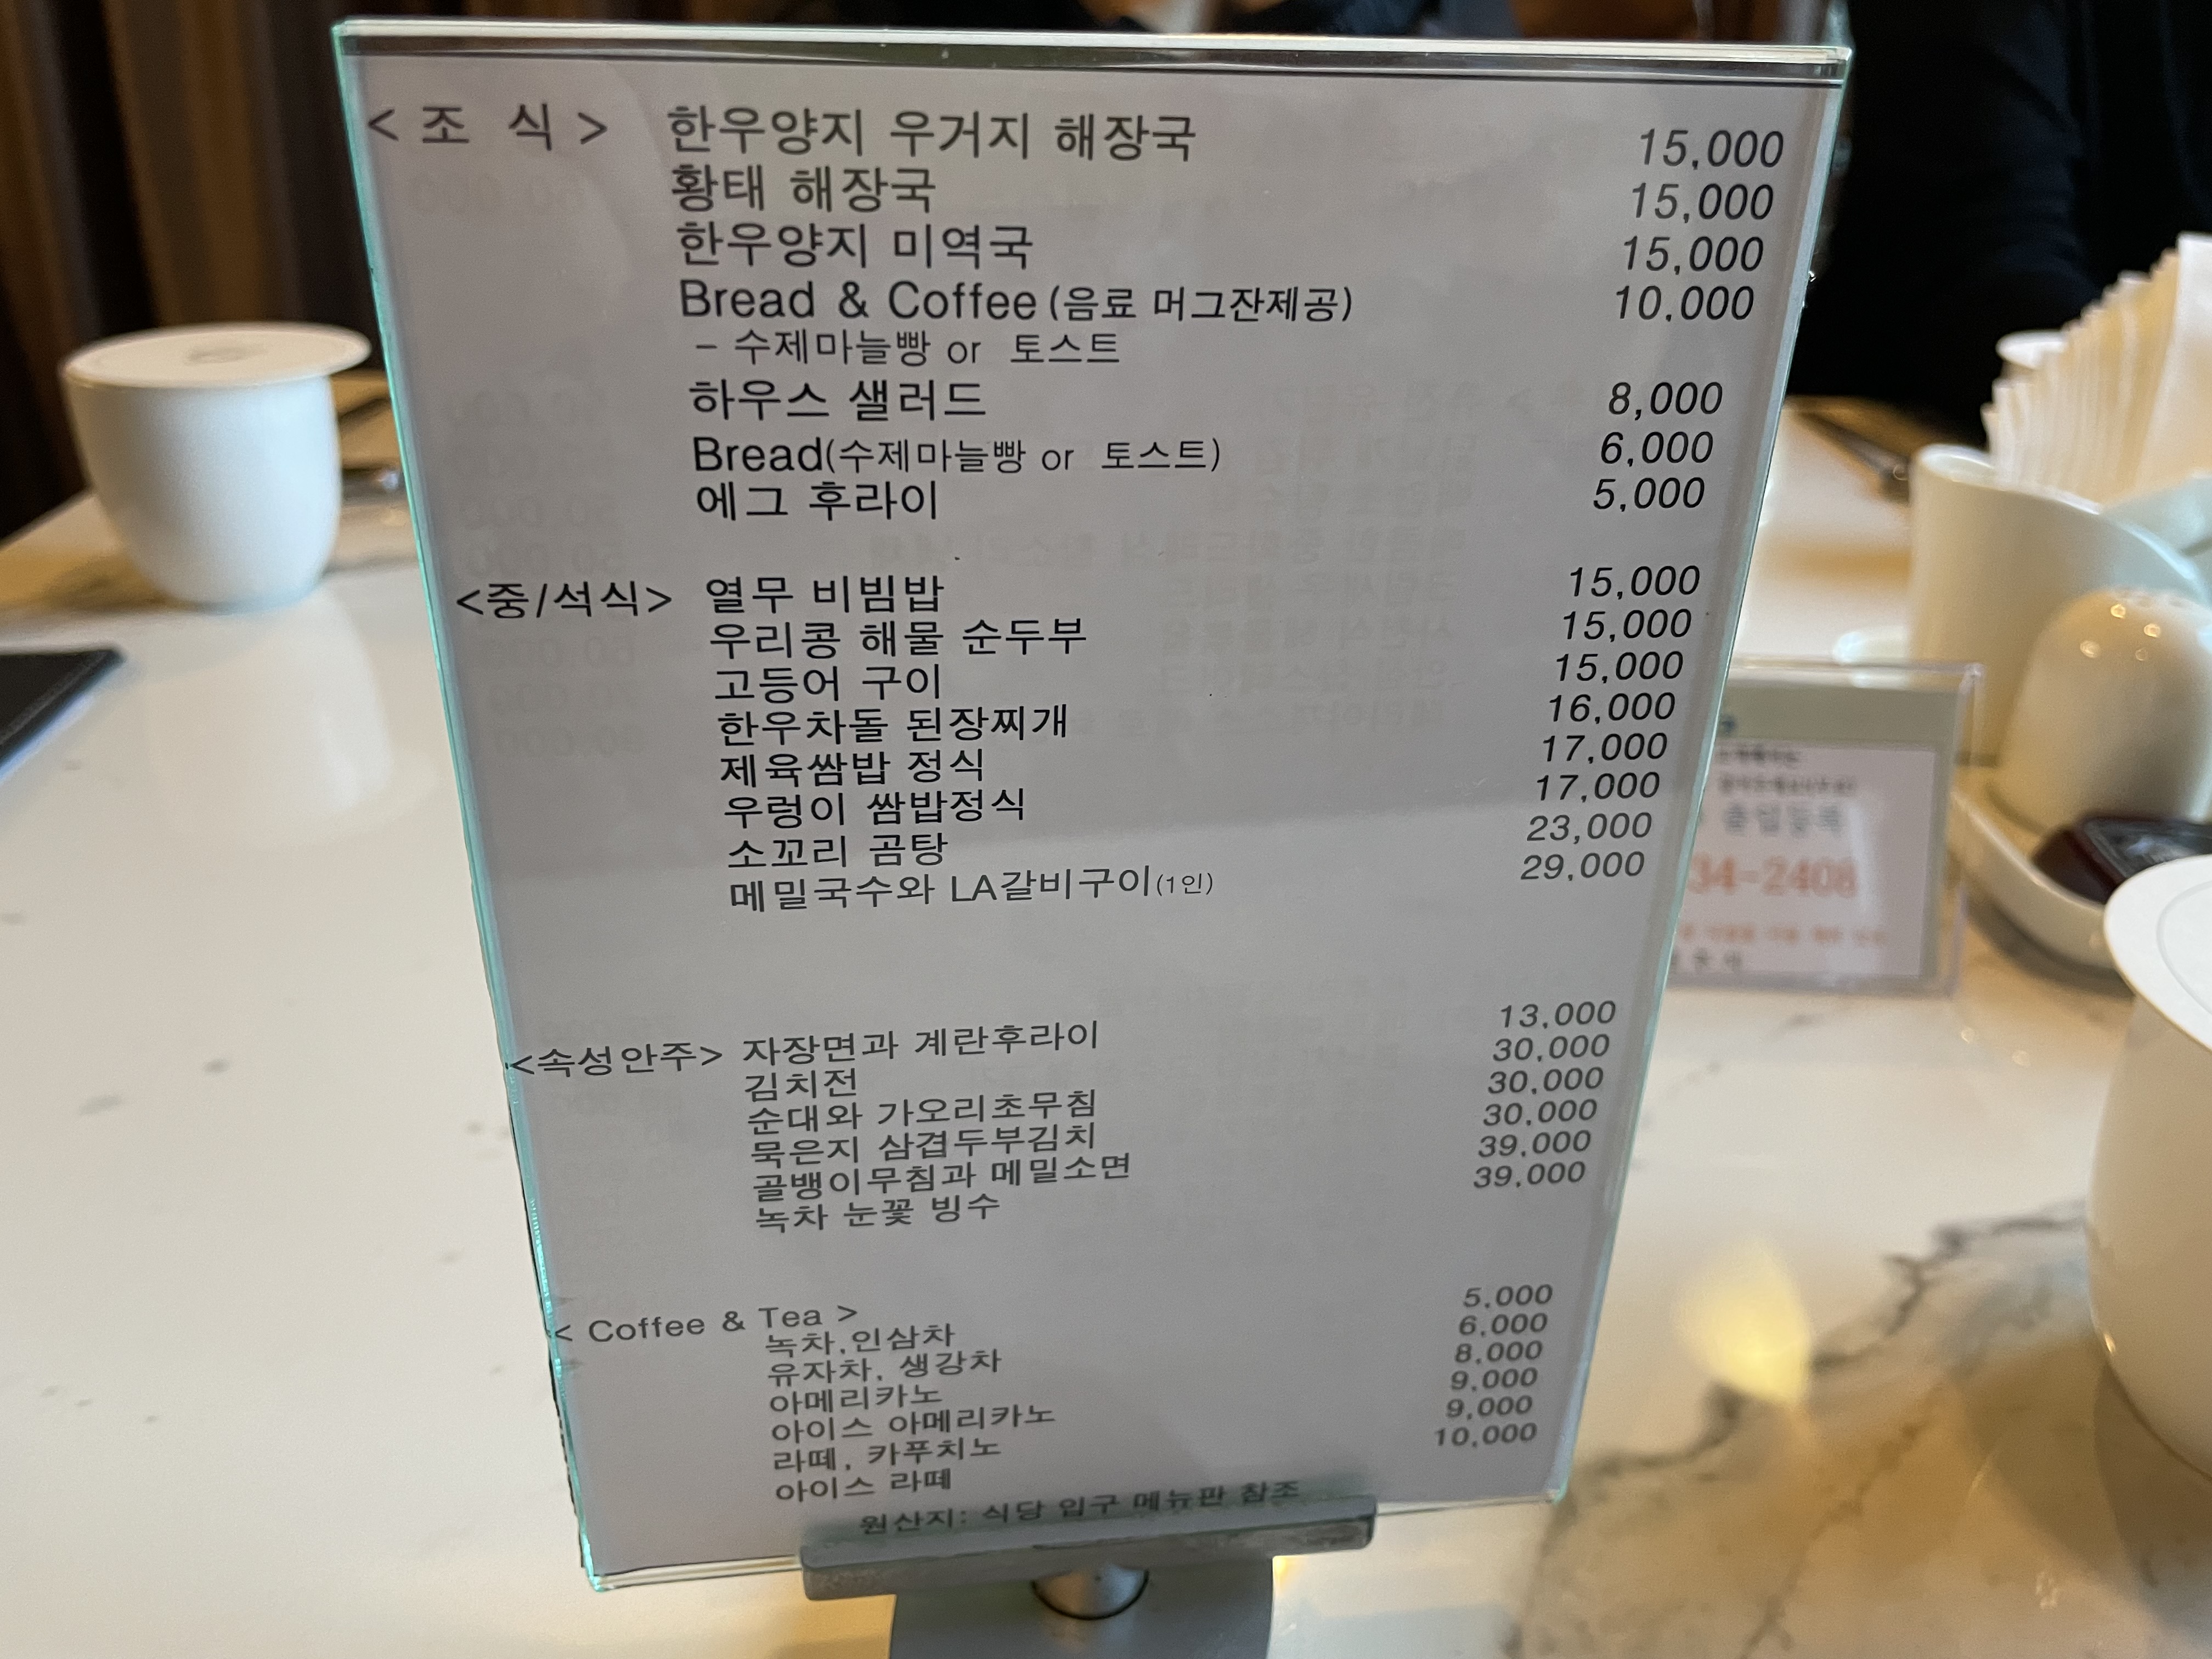 < 조 식 > 한우양지 우거지 해장국 15,000
황태 해장국 15,000
한우양지 미역국 15,000
Bread & Coffee (음료 머그잔제공) 10,000
- 수제마늘빵 or 토스트
하우스 샐러드 8,000
Bread(수제마늘빵 or 토스트) 6,000
에그 후라이 5,000
<중/석식> 열무 비빔밥 15,000
우리콩 해물 순두부 15,000
고등어 구이 15,000
한우차돌 된장찌개 16,000
제육쌈밥 정식 17,000
우렁이 쌈밥정식 17,000
소꼬리 곰탕 23,000
메밀국수와 LA갈비구이(1인) 29,000
<속성안주> 자장면과 계란후라이 13,000
김치전 30,000
순대와 가오리초무침 30,000
묵은지 삼겹두부김치 30,000
골뱅이무침과 메밀소면 39,000
녹차 눈꽃 빙수 39,000
< Coffee & Tea >
녹차,인삼차 5,000
유자차, 생강차 6,000
아메리카노 8,000
아이스 아메리카노 9,000
라떼, 카푸치노 9,000
아이스 라떼 10,000
원산지: 식당 입구 메뉴판 참조
34-2408